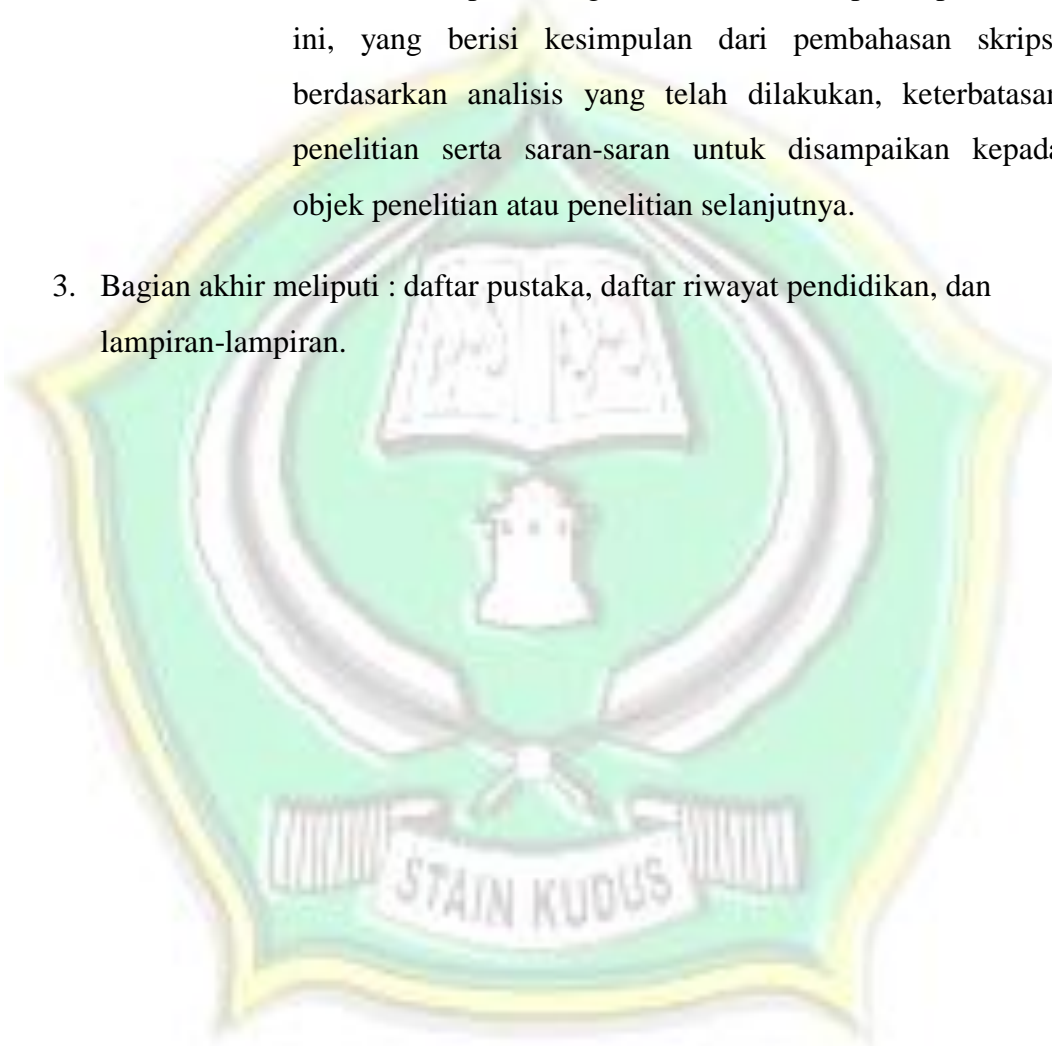 ini, yang berisi kesimpulan dari pembahasan skrips
berdasarkan analisis yang telah dilakukan, keterbatasan
penelitian serta saran-saran untuk disampaikan kepada
objek penelitian atau penelitian selanjutnya.
3. Bagian akhir meliputi : daftar pustaka, daftar riwayat pendidikan, dan
lampiran-lampiran.
STAIN KUDUS